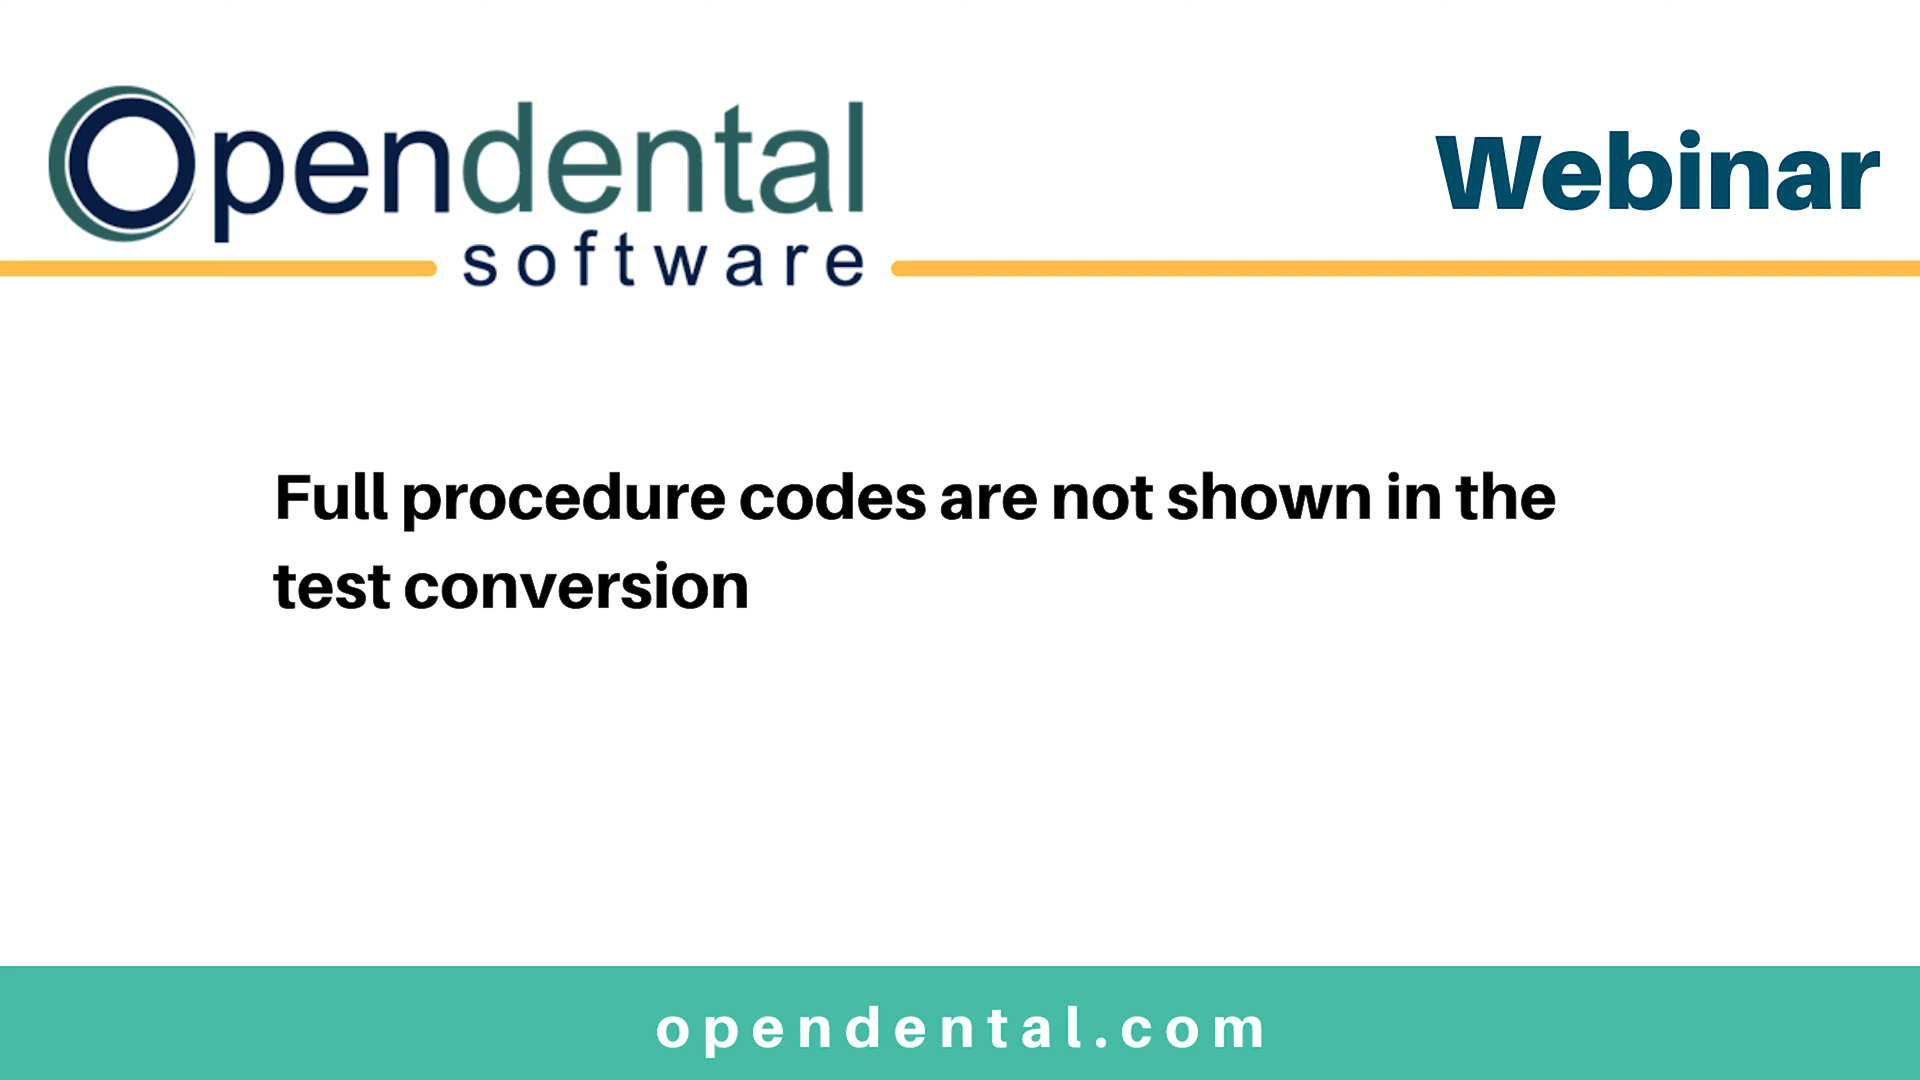 Opendental
software
Webinar
Full procedure codes are not shown in the
test conversion
opendental.com